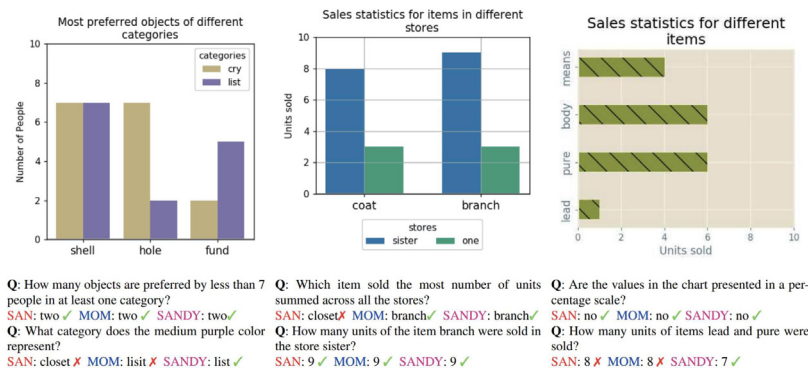 Most preferred objects of different
categories
10
8
6
4
2
0
Number of People
categories
cry
list
shell hole fund
Sales statistics for items in different
stores
10
8
6
4
2
0
Units sold
coat branch
stores
sister one
Sales statistics for different
items
means
body
pure
lead
0 2 4 6 8 10
Units sold
Q: How many objects are preferred by less than 7
people in at least one category?
SAN: two ✓ MOM: two ✓ SANDY: two✓
Q: What category does the medium purple color
represent?
SAN: closet ✗ MOM: lisit ✗ SANDY: list ✓
Q: Which item sold the most number of units
summed across all the stores?
SAN: closet✗ MOM: branch✓ SANDY: branch✓
Q: How many units of the item branch were sold in
the store sister?
SAN: 9 ✓ MOM: 9 ✓ SANDY: 9 ✓
Q: Are the values in the chart presented in a per-
centage scale?
SAN: no ✓ MOM: no ✓ SANDY: no ✓
Q: How many units of items lead and pure were
sold?
SAN: 8 ✗ MOM: 8 ✗ SANDY: 7 ✓